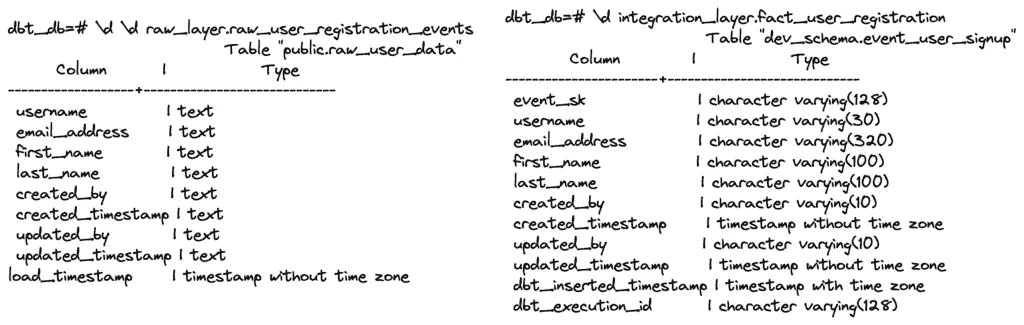 dbt_db=# \d \d raw_layer.raw_user_registration_events
Table "public.raw_user_data"
Column | Type
-------------------+-----------------------------
username | text
email_address | text
first_name | text
last_name | text
created_by | text
created_timestamp | text
updated_by | text
updated_timestamp | text
load_timestamp | timestamp without time zone
dbt_db=# \d integration_layer.fact_user_registration
Table "dev_schema.event_user_signup"
Column | Type
------------------------+-----------------------------
event_sk | character varying(128)
username | character varying(30)
email_address | character varying(320)
first_name | character varying(100)
last_name | character varying(100)
created_by | character varying(10)
created_timestamp | timestamp without time zone
updated_by | character varying(10)
updated_timestamp | timestamp without time zone
dbt_inserted_timestamp | timestamp with time zone
dbt_execution_id | character varying(128)